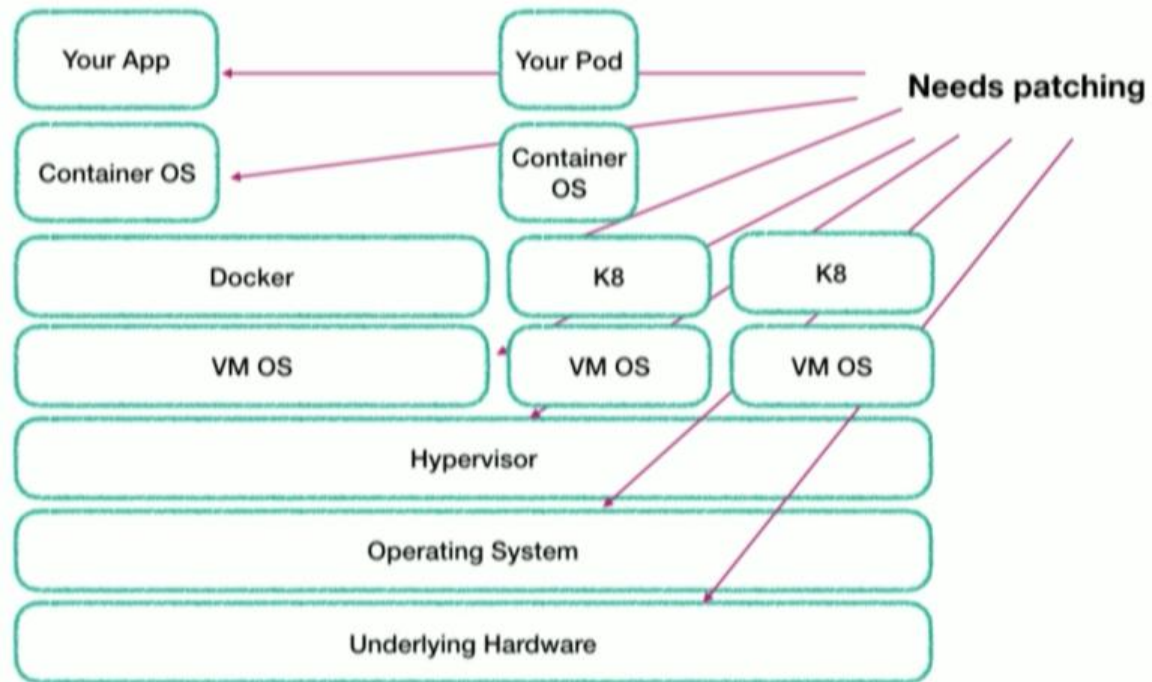 Your App
Your Pod
Needs patching
Container OS
Container
OS
Docker
K8
K8
VM OS
VM OS
VM OS
Hypervisor
Operating System
Underlying Hardware